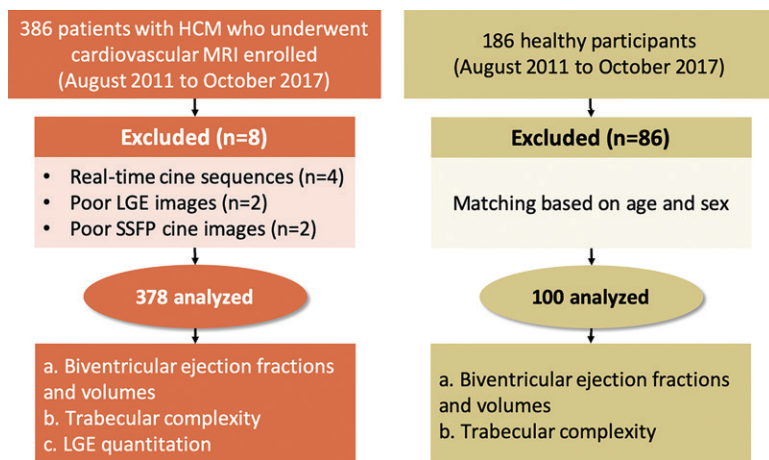 386 patients with HCM who underwent
cardiovascular MRI enrolled
(August 2011 to October 2017)
Excluded (n=8)
• Real-time cine sequences (n=4)
• Poor LGE images (n=2)
• Poor SSFP cine images (n=2)
378 analyzed
a. Biventricular ejection fractions
and volumes
b. Trabecular complexity
c. LGE quantitation
186 healthy participants
(August 2011 to October 2017)
Excluded (n=86)
Matching based on age and sex
100 analyzed
a. Biventricular ejection fractions
and volumes
b. Trabecular complexity